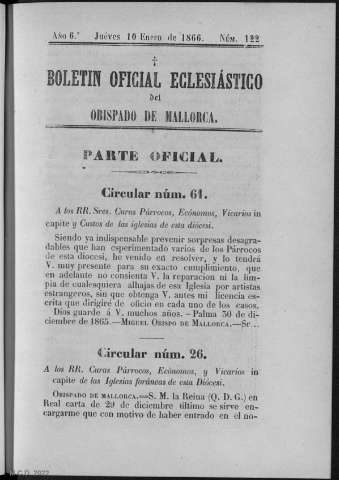 Año 6.° Juéves 10 Enero de 1866. Núm. 122
BOLETIN OFICIAL ECLESIÁSTICO
del
OBISPADO DE MALLORCA.
PARTE OFICIAL.
Circular núm. 61.
A los RR. Sres. Curas Párrocos, Ecónomos, Vicarios in
capite y Custos de las iglesias de esta diócesi.
Siendo ya indispensable prevenir sorpresas desagra-
dables que han esperimentado varios de los Párrocos
de esta diocesi, he venido en resolver, y lo tendrá
V. muy presente para su exacto cumplimiento, que
en adelante no consienta V. la reparacion ni la lim-
pia de cualesquiera alhajas de esa Iglesia por artistas
estrangeros, sin que obtenga V. antes mi licencia es-
crita que dirigiré de oficio en cada uno de los casos.
Dios guarde á V. muchos años.—Palma 30 de di-
ciembre de 1865.—MIGUEL OBISPO DE MALLORCA.—Sr...
Circular núm. 26.
A los RR. Curas Párrocos, Ecónomos, y Vicarios in
capite de las Iglesias foráneas de esta Diócesi.
OBISPADO DE MALLORCA.—S. M. la Reina (Q. D. G.) en
Real carta de 29 de diciembre último se sirve en-
cargarme que con motivo de haber entrado en el no-